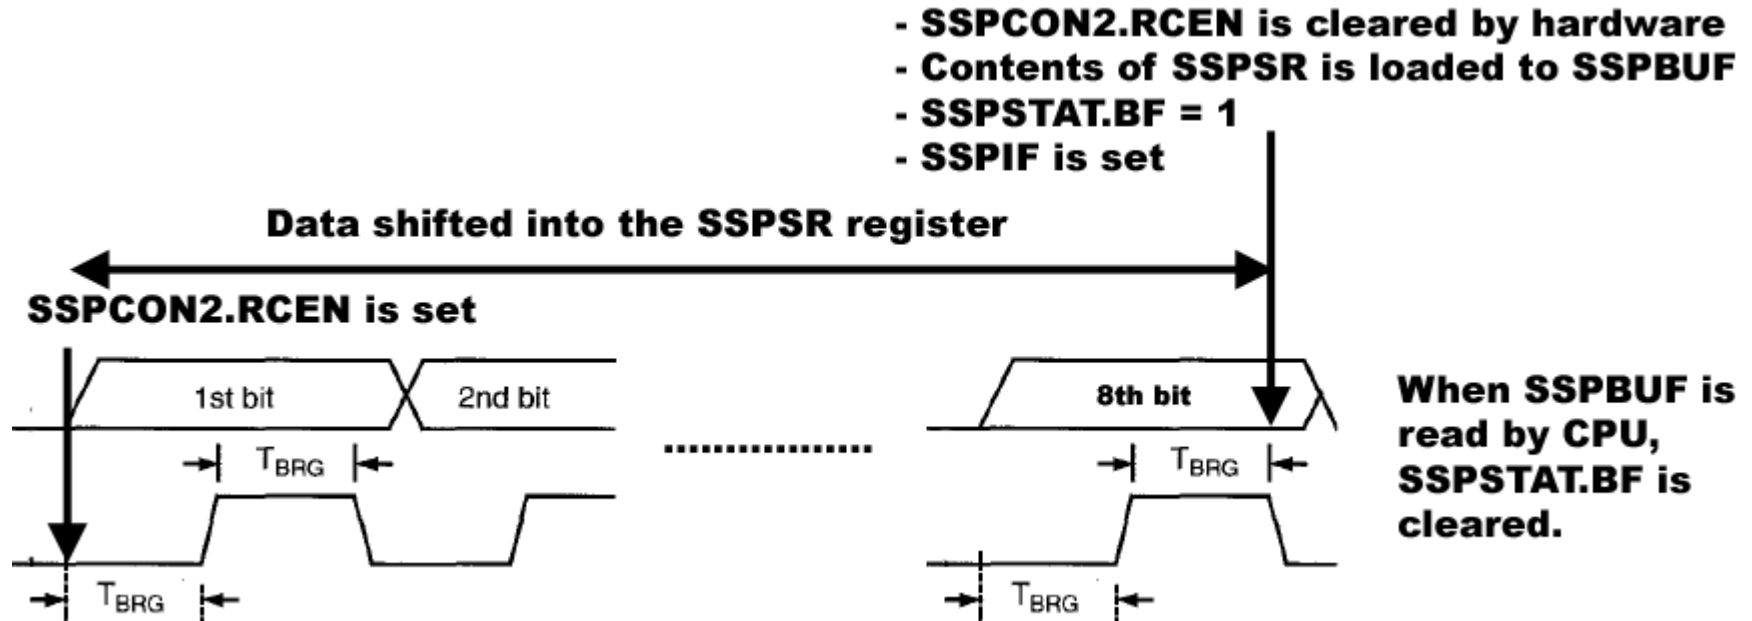 - SSPCON2.RCEN is cleared by hardware
- Contents of SSPSR is loaded to SSPBUF
- SSPSTAT.BF = 1
- SSPIF is set
Data shifted into the SSPSR register
SSPCON2.RCEN is set
1st bit
2nd bit
8th bit
TBRG
TBRG
TBRG
TBRG
When SSPBUF is
read by CPU,
SSPSTAT.BF is
cleared.